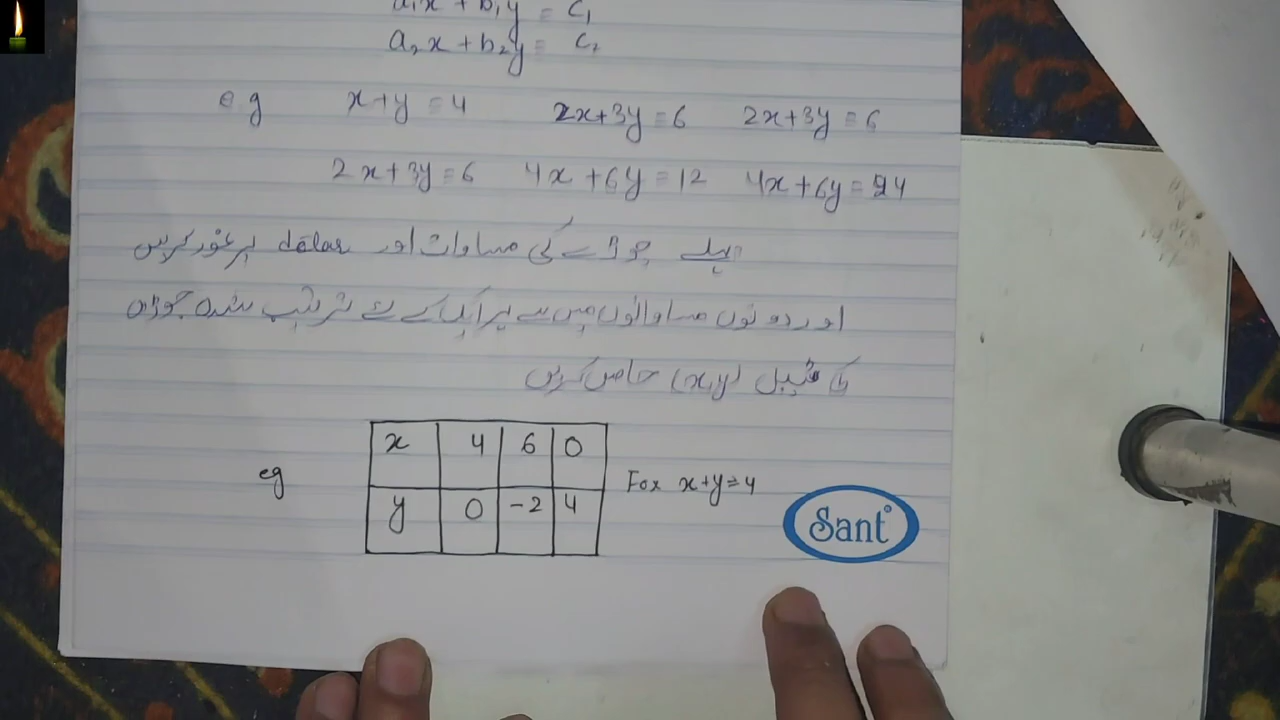 a₁x + b₁y = c₁
a₂x + b₂y = c₂
eg x+y=4 2x+3y=6 2x+3y=6
2x+3y=6 4x+6y=12 4x+6y=24
پہلے جوڑے کی مساوات اور پر غور کریں
اور دونوں مساواتوں میں سے ہر ایک کے لئے ترتیب شدہ جوڑوں
کا ٹیبل (x,y) حاصل کریں
x 4 6 0
eg For x+y=4
y 0 -2 4
Sant